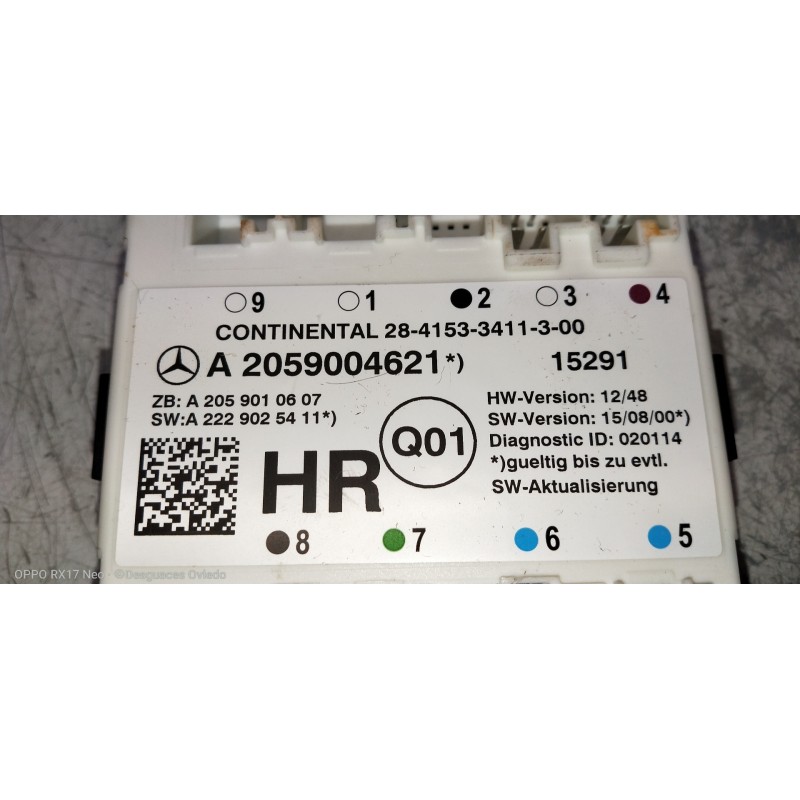 9 1 2 3 4
CONTINENTAL 28-4153-3411-3-00
A 2059004621*) 15291
ZB: A 205 901 06 07
SW:A 222 902 54 11*)
HR
Q01
HW-Version: 12/48
SW-Version: 15/08/00*)
Diagnostic ID: 020114
*)gueltig bis zu evtl.
SW-Aktualisierung
8 7 6 5
OPPO RX17 Neo ©Desguaces Oviedo